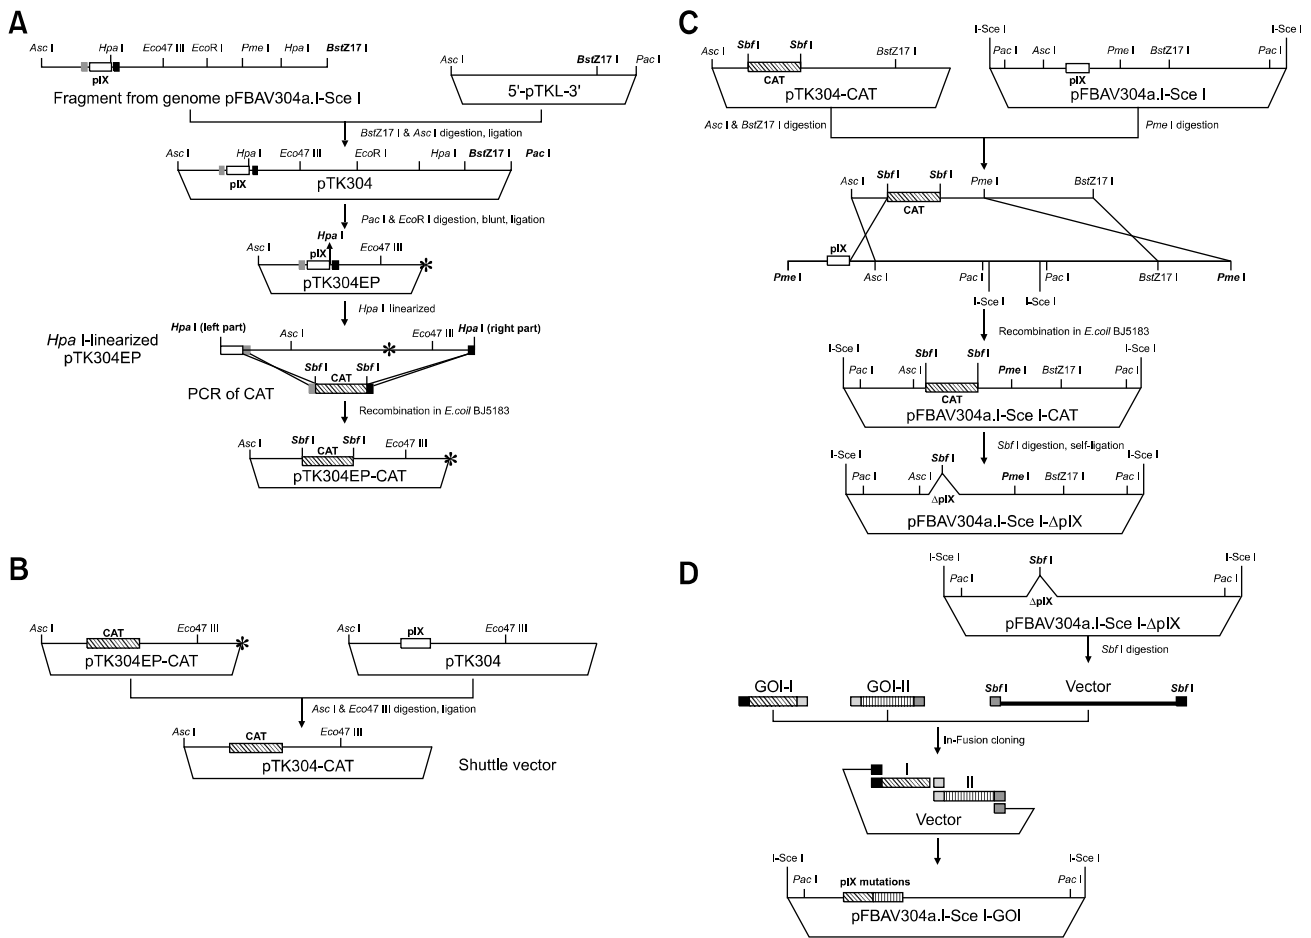 A
Asc I
Hpa I
Eco47 III
EcoR I
Pme I
Hpa I
BstZ17 I
pIX
Fragment from genome pFBAV304a.I-Sce I
Asc I
BstZ17 I
Pac I
5'-pTKL-3'
BstZ17 I & Asc I digestion, ligation
Asc I
Hpa I
Eco47 III
EcoR I
Hpa I
BstZ17 I
Pac I
pIX
pTK304
Pac I & EcoR I digestion, blunt, ligation
Hpa I
Asc I
pIX
Eco47 III
*
pTK304EP
Hpa I linearized
Hpa I-linearized
pTK304EP
Hpa I (left part)
Asc I
Eco47 III
Hpa I (right part)
*
Sbf I
Sbf I
CAT
PCR of CAT
Recombination in E.coil BJ5183
Asc I
Sbf I
Sbf I
Eco47 III
CAT
*
pTK304EP-CAT
B
Asc I
CAT
Eco47 III
*
pTK304EP-CAT
Asc I
pIX
Eco47 III
pTK304
Asc I & Eco47 III digestion, ligation
Asc I
CAT
Eco47 III
pTK304-CAT
Shuttle vector
C
Asc I
Sbf I
Sbf I
BstZ17 I
CAT
pTK304-CAT
I-Sce I
I-Sce I
Pac I
Asc I
Pme I
BstZ17 I
Pac I
pIX
pFBAV304a.I-Sce I
Asc I & BstZ17 I digestion
Pme I digestion
Asc I
Sbf I
Sbf I
Pme I
BstZ17 I
CAT
pIX
Pme I
Asc I
Pac I
Pac I
BstZ17 I
Pme I
I-Sce I
I-Sce I
Recombination in E.coil BJ5183
I-Sce I
Sbf I
Sbf I
I-Sce I
Pac I
Asc I
Pme I
BstZ17 I
Pac I
CAT
pFBAV304a.I-Sce I-CAT
Sbf I digestion, self-ligation
I-Sce I
Sbf I
I-Sce I
Pac I
Asc I
Pme I
BstZ17 I
Pac I
ΔpIX
pFBAV304a.I-Sce I-ΔpIX
D
I-Sce I
Sbf I
I-Sce I
Pac I
Pac I
ΔpIX
pFBAV304a.I-Sce I-ΔpIX
Sbf I digestion
GOI-I
GOI-II
Sbf I
Vector
Sbf I
In-Fusion cloning
I
II
Vector
I-Sce I
I-Sce I
Pac I
pIX mutations
Pac I
pFBAV304a.I-Sce I-GOI